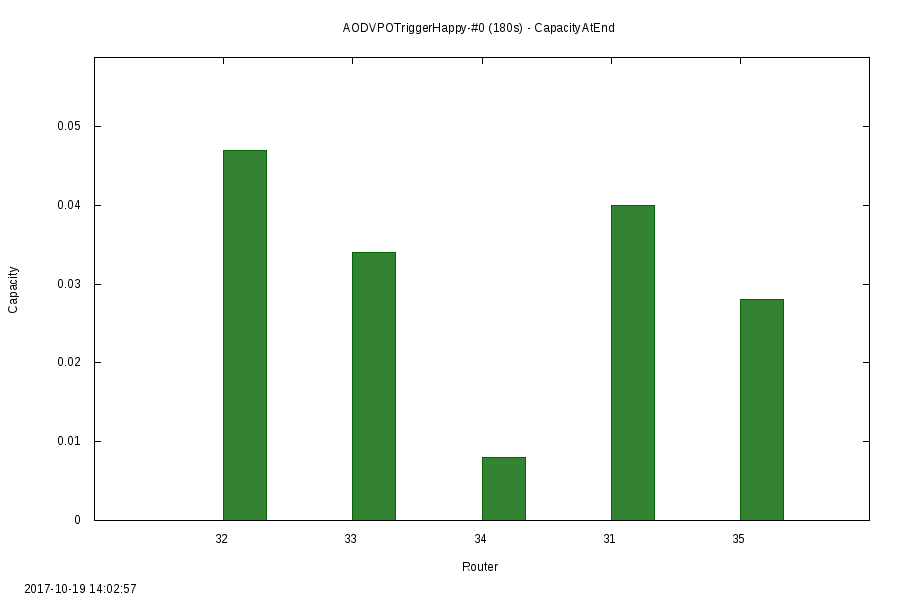 AODVPOTriggerHappy-#0 (180s) - CapacityAtEnd
0.05
0.04
0.03
0.02
0.01
0
Capacity
32 33 34 31 35
Router
2017-10-19 14:02:57